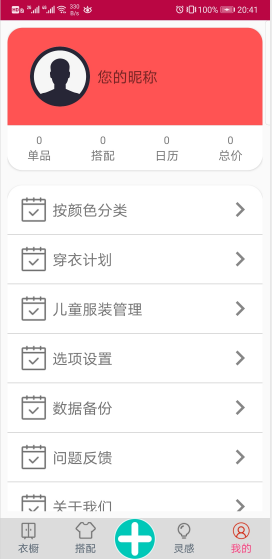 330
B/s
100%
20:41
您的昵称
0 0 0 0
单品 搭配 日历 总价
按颜色分类
穿衣计划
儿童服装管理
选项设置
数据备份
问题反馈
关于我们
衣橱 搭配 灵感 我的